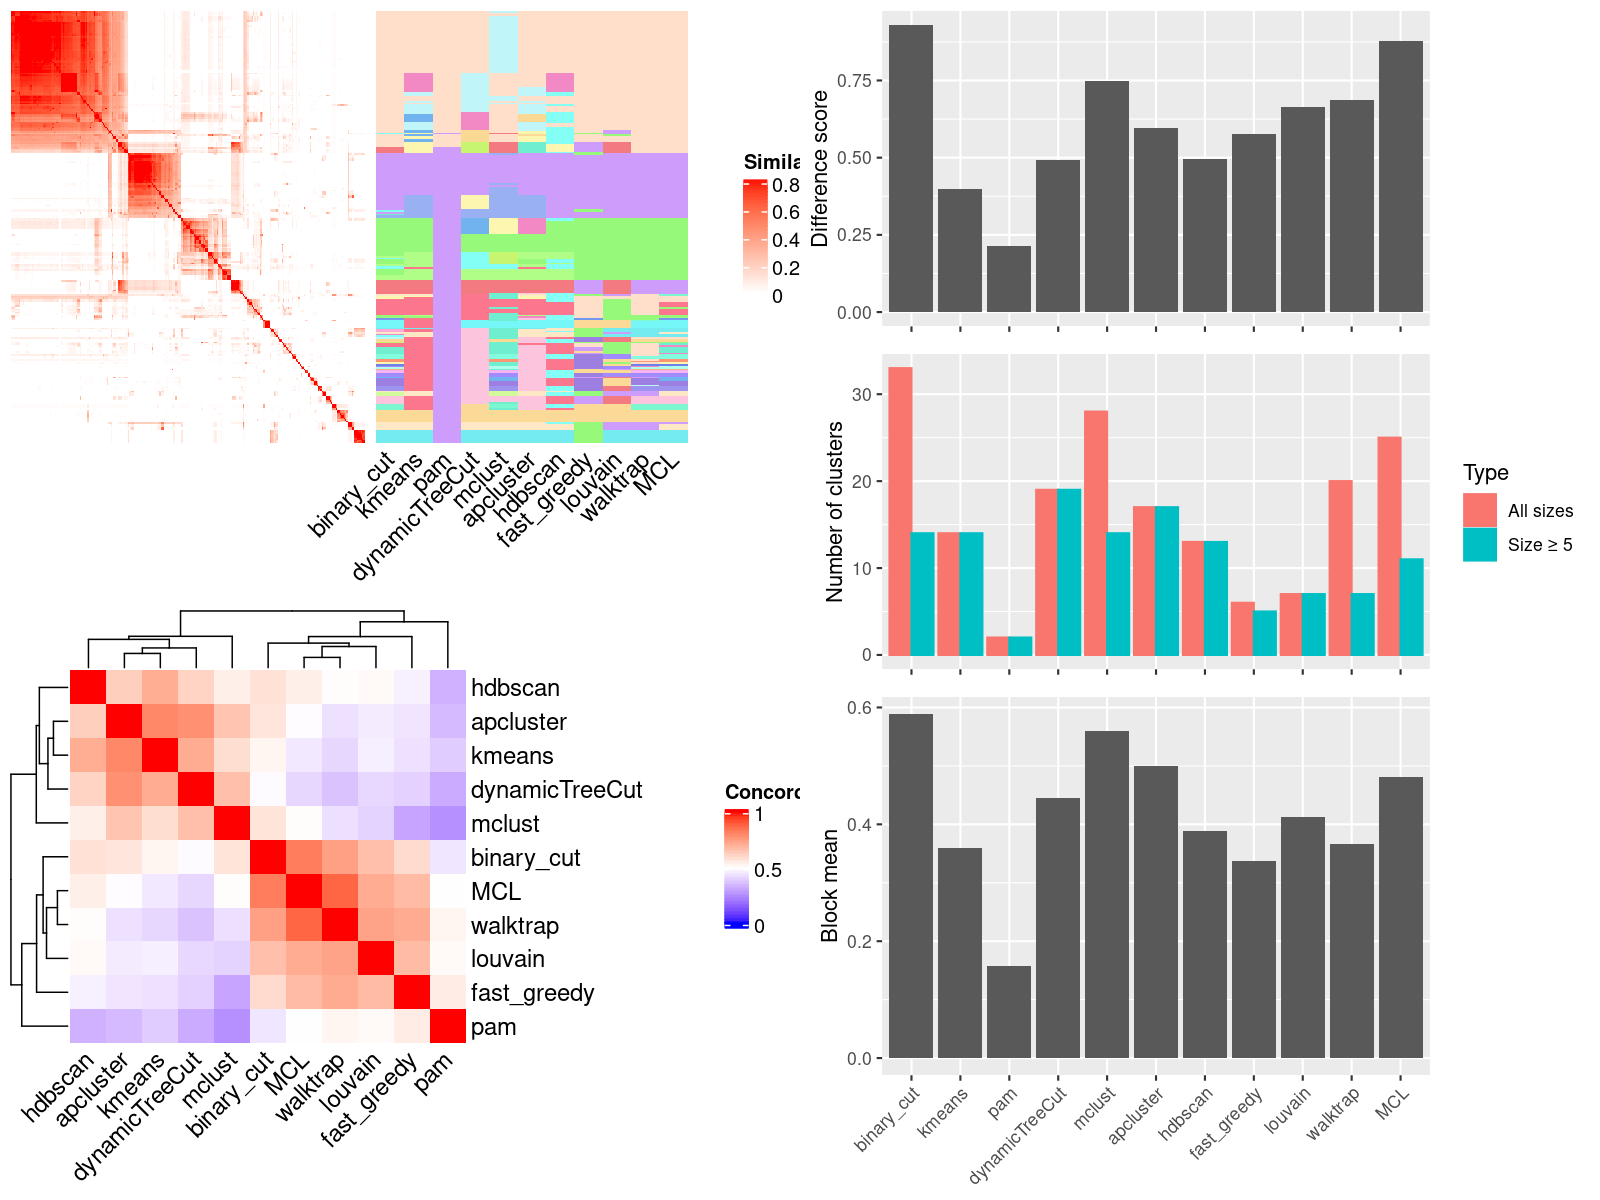 Simila
0.8
0.6
0.4
0.2
0
binary_cut
kmeans
pam
dynamicTreeCut
mclust
apcluster
hdbscan
fast_greedy
louvain
walktrap
MCL
Difference score
0.75
0.50
0.25
0.00
Number of clusters
30
20
10
0
Type
All sizes
Size ≥ 5
hdbscan
apcluster
kmeans
dynamicTreeCut
mclust
binary_cut
MCL
walktrap
louvain
fast_greedy
pam
hdbscan
apcluster
kmeans
dynamicTreeCut
mclust
binary_cut
MCL
walktrap
louvain
fast_greedy
pam
Concord
1
0.5
0
Block mean
0.6
0.4
0.2
0.0
binary_cut
kmeans
pam
dynamicTreeCut
mclust
apcluster
hdbscan
fast_greedy
louvain
walktrap
MCL